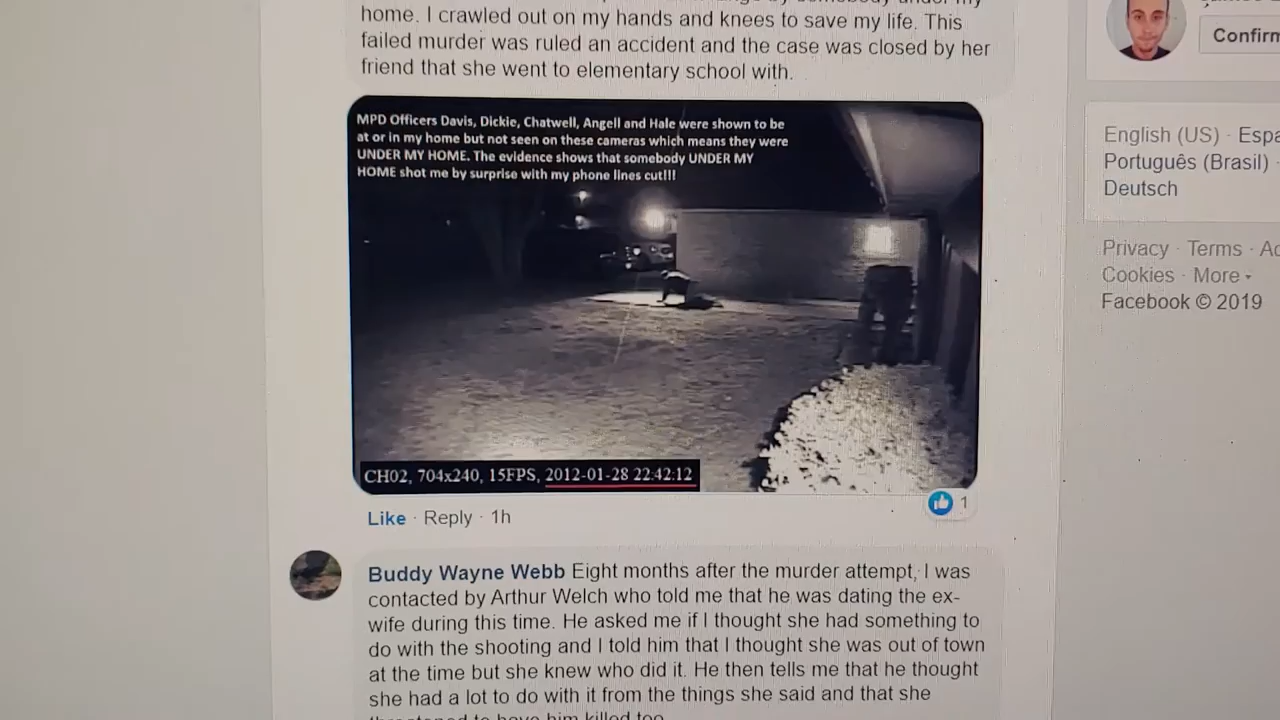 home. I crawled out on my hands and knees to save my life. This
failed murder was ruled an accident and the case was closed by her
friend that she went to elementary school with.
MPD Officers Davis, Dickie, Chatwell, Angell and Hale were shown to be
at or in my home but not seen on these cameras which means they were
UNDER MY HOME. The evidence shows that somebody UNDER MY
HOME shot me by surprise with my phone lines cut!!!
CH02, 704x240, 15FPS, 2012-01-28 22:42:12
1
Like · Reply · 1h
Buddy Wayne Webb Eight months after the murder attempt, I was
contacted by Arthur Welch who told me that he was dating the ex-
wife during this time. He asked me if I thought she had something to
do with the shooting and I told him that I thought she was out of town
at the time but she knew who did it. He then tells me that he thought
she had a lot to do with it from the things she said and that she
threatened to have him killed too
Confirm
English (US) · Espa
Português (Brasil) ·
Deutsch
Privacy · Terms · Ad
Cookies · More
Facebook © 2019